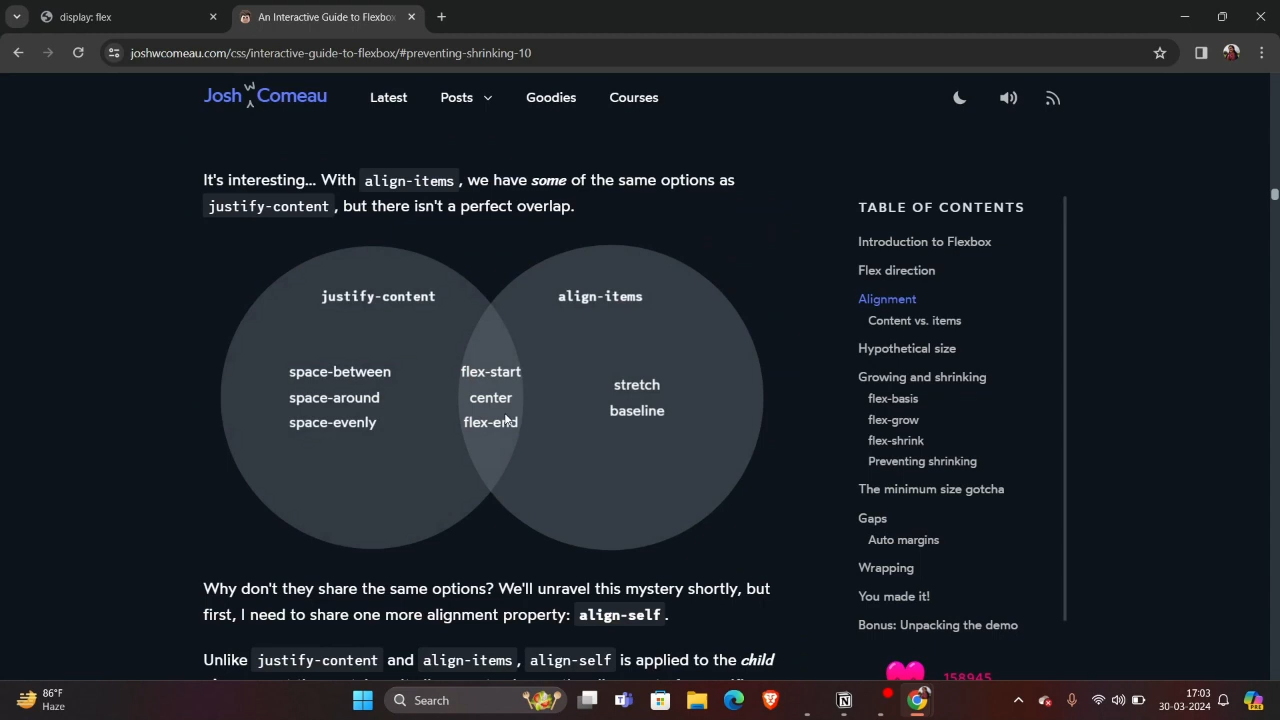 display: flex
An Interactive Guide to Flexbox
joshwcomeau.com/css/interactive-guide-to-flexbox/#preventing-shrinking-10
Josh W Comeau
Latest
Posts
Goodies
Courses
It's interesting... With align-items, we have some of the same options as
justify-content, but there isn't a perfect overlap.
justify-content
align-items
space-between
space-around
space-evenly
flex-start
center
flex-end
stretch
baseline
Why don't they share the same options? We'll unravel this mystery shortly, but
first, I need to share one more alignment property: align-self.
Unlike justify-content and align-items, align-self is applied to the child
TABLE OF CONTENTS
Introduction to Flexbox
Flex direction
Alignment
Content vs. items
Hypothetical size
Growing and shrinking
flex-basis
flex-grow
flex-shrink
Preventing shrinking
The minimum size gotcha
Gaps
Auto margins
Wrapping
You made it!
Bonus: Unpacking the demo
158945
86°F
Haze
Search
17:03
30-03-2024